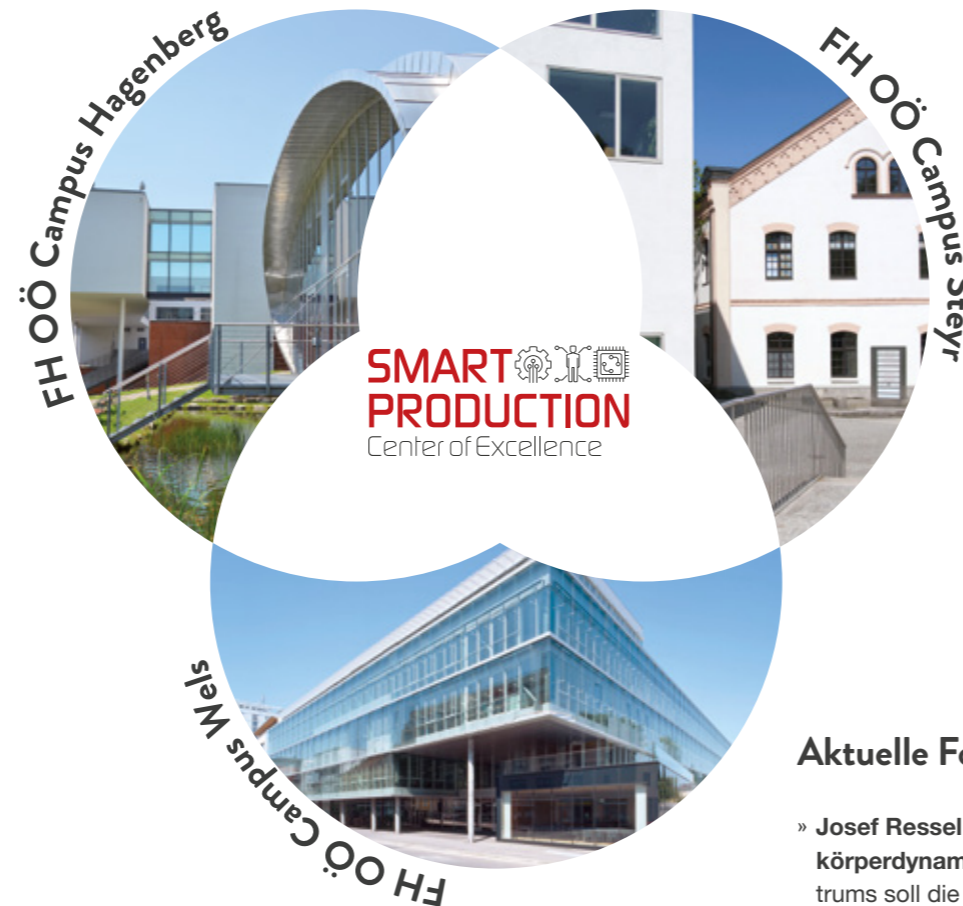 FH OÖ Campus Hagenberg
FH OÖ Campus Steyr
SMART
PRODUCTION
Center of Excellence
FH OÖ Campus Wels
Aktuelle
» Josef Ressel
körperdynam
trums soll die